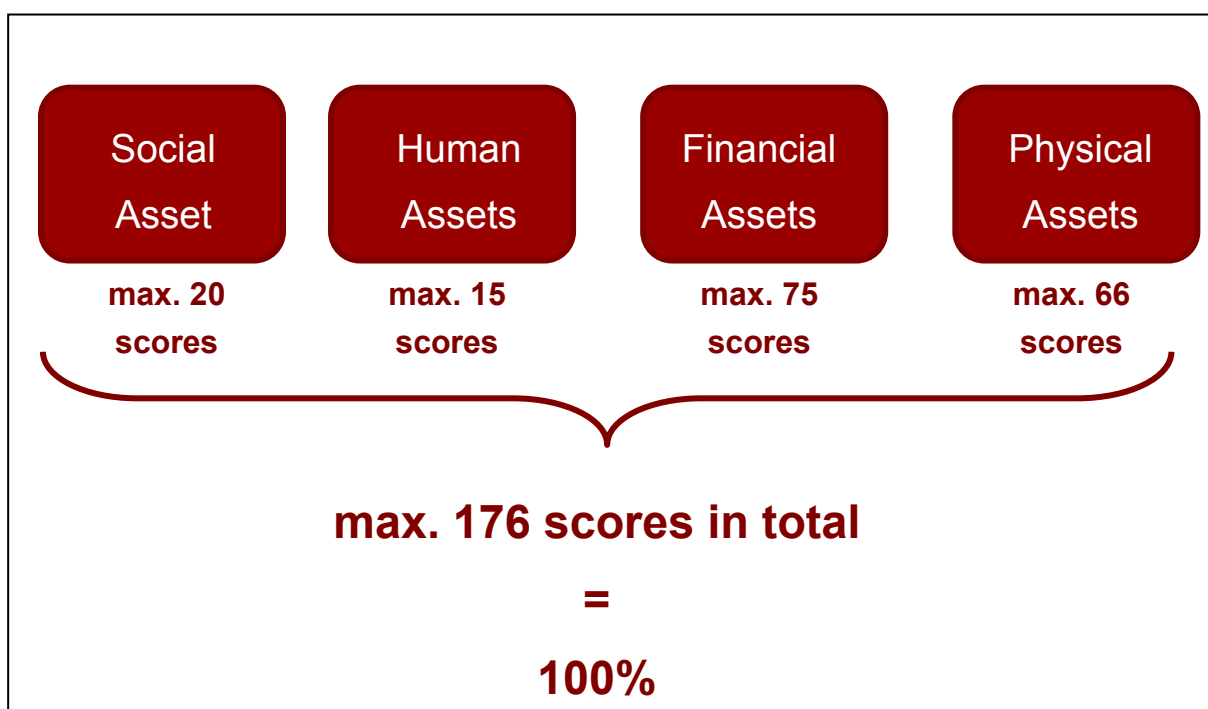 Social
Asset
Human
Assets
Financial
Assets
Physical
Assets
max. 20
scores
max. 15
scores
max. 75
scores
max. 66
scores
max. 176 scores in total
=
100%